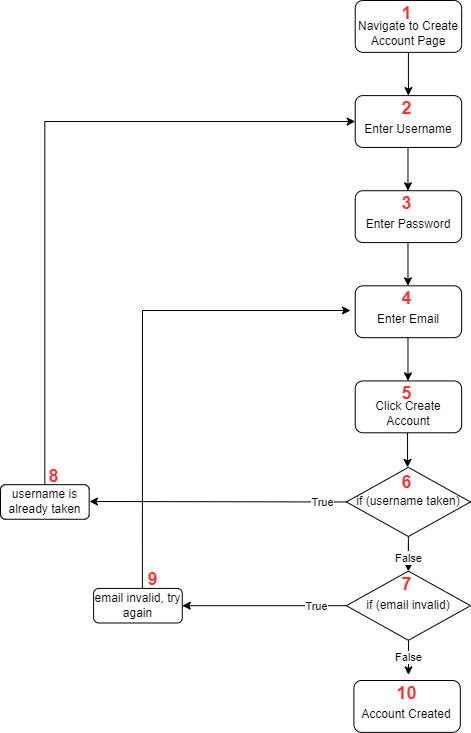 1
Navigate to Create
Account Page
2
Enter Username
3
Enter Password
4
Enter Email
5
Click Create
Account
6
if (username taken)
True
8
username is
already taken
False
7
if (email invalid)
True
9
email invalid, try
again
False
10
Account Created